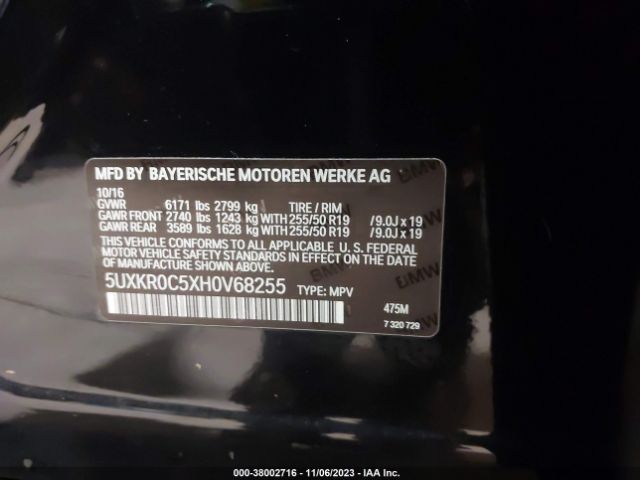 MFD BY BAYERISCHE MOTOREN WERKE AG
10/16
GVWR 6171 lbs 2799 kg TIRE / RIM
GAWR FRONT 2740 lbs 1243 kg WITH 255/50 R19 /9.0J x 19
GAWR REAR 3589 lbs 1628 kg WITH 255/50 R19 /9.0J x 19
THIS VEHICLE CONFORMS TO ALL APPLICABLE U. S. FEDERAL
MOTOR VEHICLE SAFETY STANDARDS IN EFFECT ON THE DATE
OF MANUFACTURE SHOWN ABOVE.
5UXKR0C5XH0V68255 TYPE: MPV
475M
7 320 729
000-38002716 - 11/06/2023 - IAA Inc.